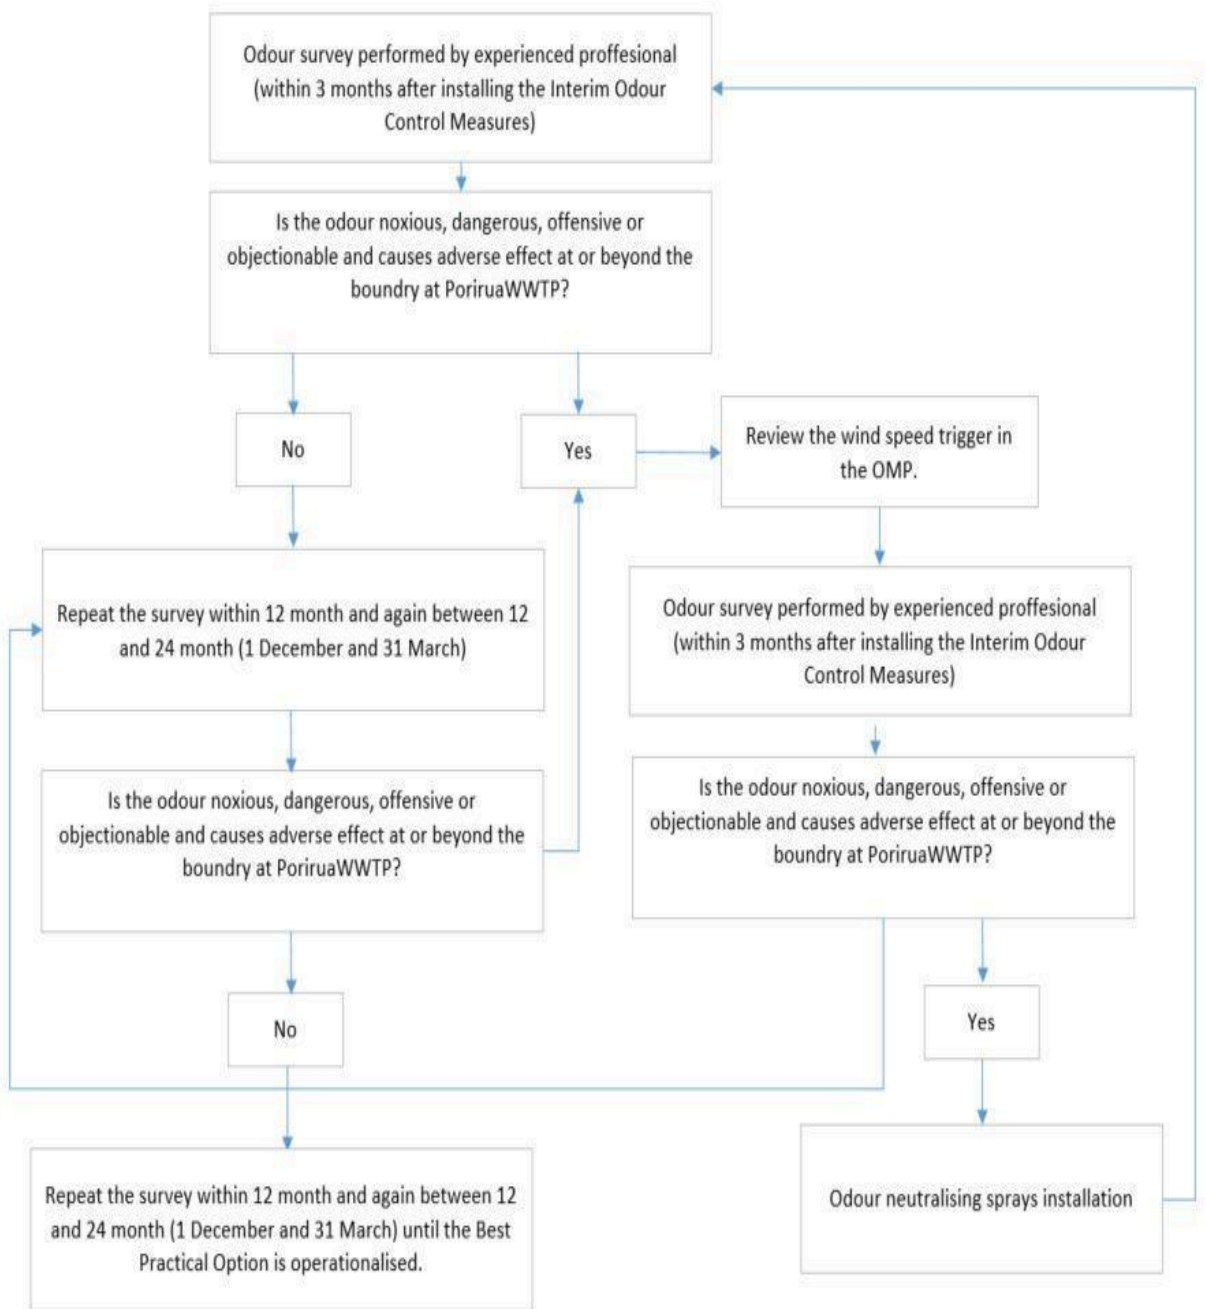 Odour survey performed by experienced proffesional
(within 3 months after installing the Interim Odour
Control Measures)
Is the odour noxious, dangerous, offensive or
objectionable and causes adverse effect at or beyond the
boundry at PoriruaWWTP?
No
Yes
Review the wind speed trigger in
the OMP.
Repeat the survey within 12 month and again between 12
and 24 month (1 December and 31 March)
Odour survey performed by experienced proffesional
(within 3 months after installing the Interim Odour
Control Measures)
Is the odour noxious, dangerous, offensive or
objectionable and causes adverse effect at or beyond the
boundry at PoriruaWWTP?
Is the odour noxious, dangerous, offensive or
objectionable and causes adverse effect at or beyond the
boundry at PoriruaWWTP?
No
Yes
Repeat the survey within 12 month and again between 12
and 24 month (1 December and 31 March) until the Best
Practical Option is operationalised.
Odour neutralising sprays installation